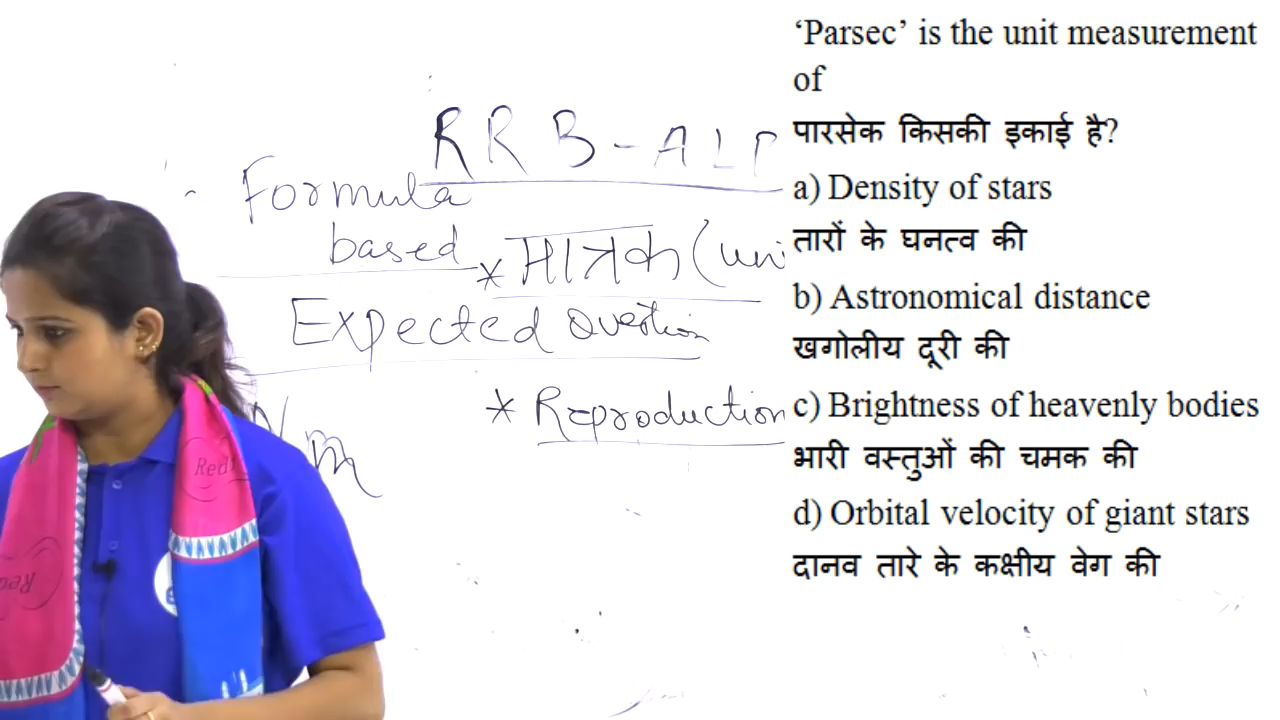 RRB-ALP
Formula
based
* मात्रक (uni
Expected Question
* Reproduction
Nm
Red
‘Parsec’ is the unit measurement
of
पारसेक किसकी इकाई है?
a) Density of stars
तारों के घनत्व की
b) Astronomical distance
खगोलीय दूरी की
c) Brightness of heavenly bodies
भारी वस्तुओं की चमक की
d) Orbital velocity of giant stars
दानव तारे के कक्षीय वेग की